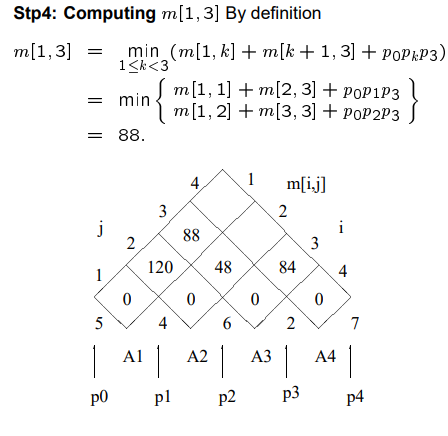 Stp4: Computing m[1,3] By definition
m[1,3] = min 1≤k<3 (m[1,k] + m[k+1,3] + p0pkp3)
= min { m[1,1] + m[2,3] + p0p1p3
m[1,2] + m[3,3] + p0p2p3 }
= 88.
4 1 m[i,j]
3 2
j 88 i
2 3
1 120 48 84 4
0 0 0 0
5 4 6 2 7
A1 A2 A3 A4
p0 p1 p2 p3 p4